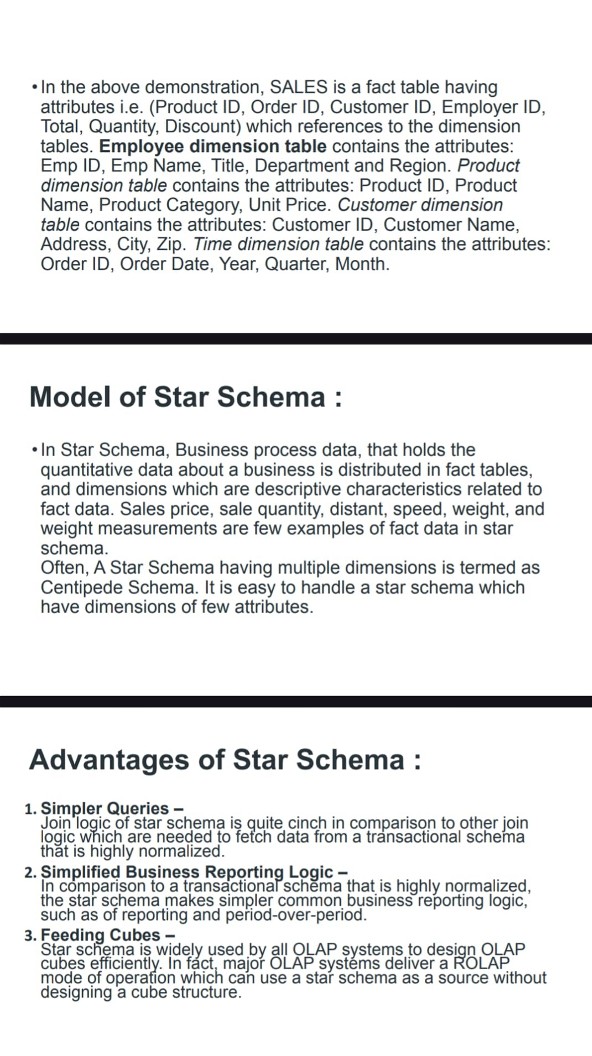 • In the above demonstration, SALES is a fact table having
attributes i.e. (Product ID, Order ID, Customer ID, Employer ID,
Total, Quantity, Discount) which references to the dimension
tables. Employee dimension table contains the attributes:
Emp ID, Emp Name, Title, Department and Region. Product
dimension table contains the attributes: Product ID, Product
Name, Product Category, Unit Price. Customer dimension
table contains the attributes: Customer ID, Customer Name,
Address, City, Zip. Time dimension table contains the attributes:
Order ID, Order Date, Year, Quarter, Month.
Model of Star Schema :
• In Star Schema, Business process data, that holds the
quantitative data about a business is distributed in fact tables,
and dimensions which are descriptive characteristics related to
fact data. Sales price, sale quantity, distant, speed, weight, and
weight measurements are few examples of fact data in star
schema.
Often, A Star Schema having multiple dimensions is termed as
Centipede Schema. It is easy to handle a star schema which
have dimensions of few attributes.
Advantages of Star Schema :
1. Simpler Queries –
Join logic of star schema is quite cinch in comparison to other join
logic which are needed to fetch data from a transactional schema
that is highly normalized.
2. Simplified Business Reporting Logic –
In comparison to a transactional schema that is highly normalized,
the star schema makes simpler common business reporting logic,
such as of reporting and period-over-period.
3. Feeding Cubes –
Star schema is widely used by all OLAP systems to design OLAP
cubes efficiently. In fact, major OLAP systems deliver a ROLAP
mode of operation which can use a star schema as a source without
designing a cube structure.